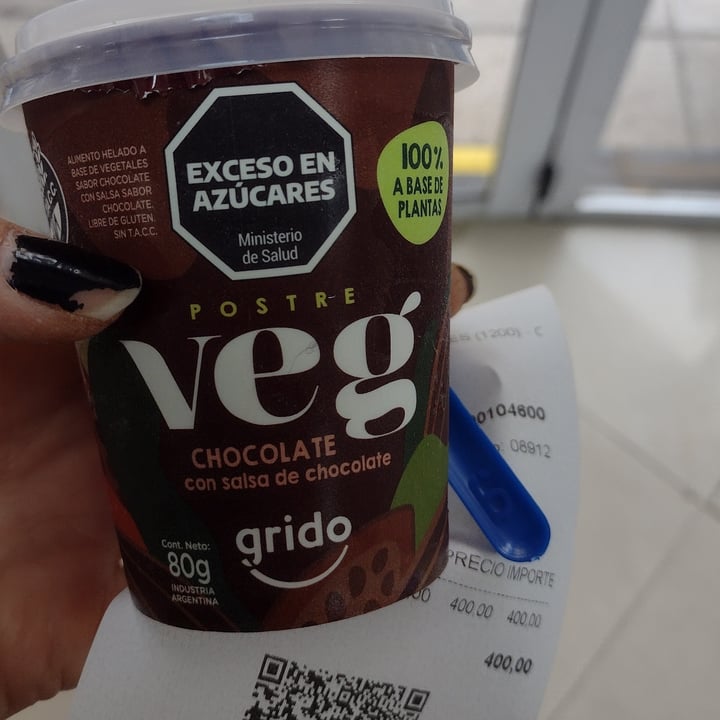 EXCESO EN
AZÚCARES
Ministerio
de Salud
ALIMENTO HELADO A
BASE DE VEGETALES
SABOR CHOCOLATE
CON SALSA SABOR
CHOCOLATE.
LIBRE DE GLUTEN.
SIN T.A.C.C.
100%
A BASE DE
PLANTAS
POSTRE
veg
CHOCOLATE
con salsa de chocolate
grido
Cont. Neto:
80g
INDUSTRIA
ARGENTINA
(1200) - C
0104600
08912
PRECIO IMPORTE
400,00 400,00
400,00